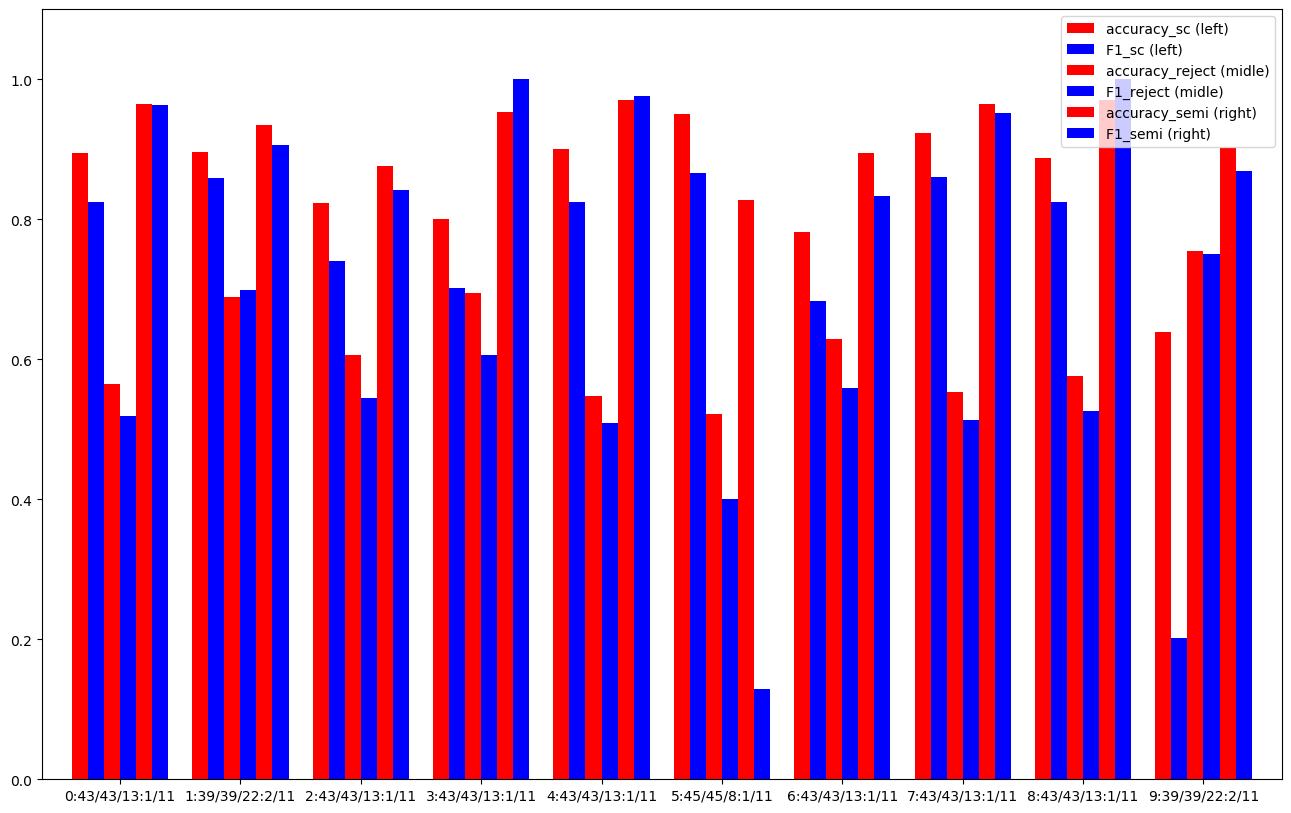 accuracy_sc (left)
F1_sc (left)
accuracy_reject (midle)
F1_reject (midle)
accuracy_semi (right)
F1_semi (right)
1.0
0.8
0.6
0.4
0.2
0.0
0:43/43/13:1/11 1:39/39/22:2/11 2:43/43/13:1/11 3:43/43/13:1/11 4:43/43/13:1/11 5:45/45/8:1/11 6:43/43/13:1/11 7:43/43/13:1/11 8:43/43/13:1/11 9:39/39/22:2/11